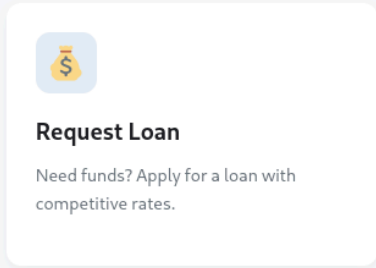 Request Loan
Need funds? Apply for a loan with
competitive rates.